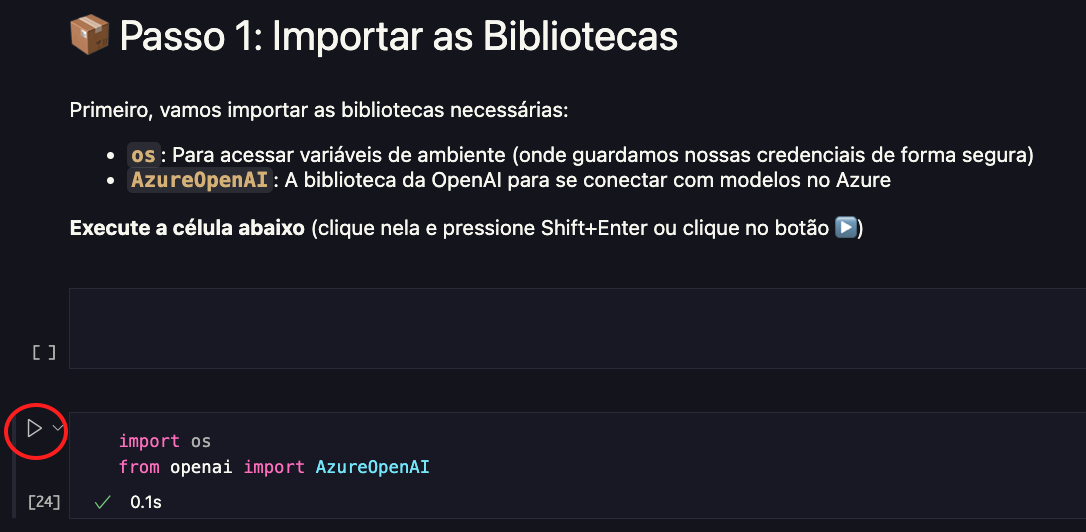 📦 Passo 1: Importar as Bibliotecas
Primeiro, vamos importar as bibliotecas necessárias:
• os: Para acessar variáveis de ambiente (onde guardamos nossas credenciais de forma segura)
• AzureOpenAI: A biblioteca da OpenAI para se conectar com modelos no Azure
Execute a célula abaixo (clique nela e pressione Shift+Enter ou clique no botão ▶️)
[ ]
import os
from openai import AzureOpenAI
[24] ✓ 0.1s